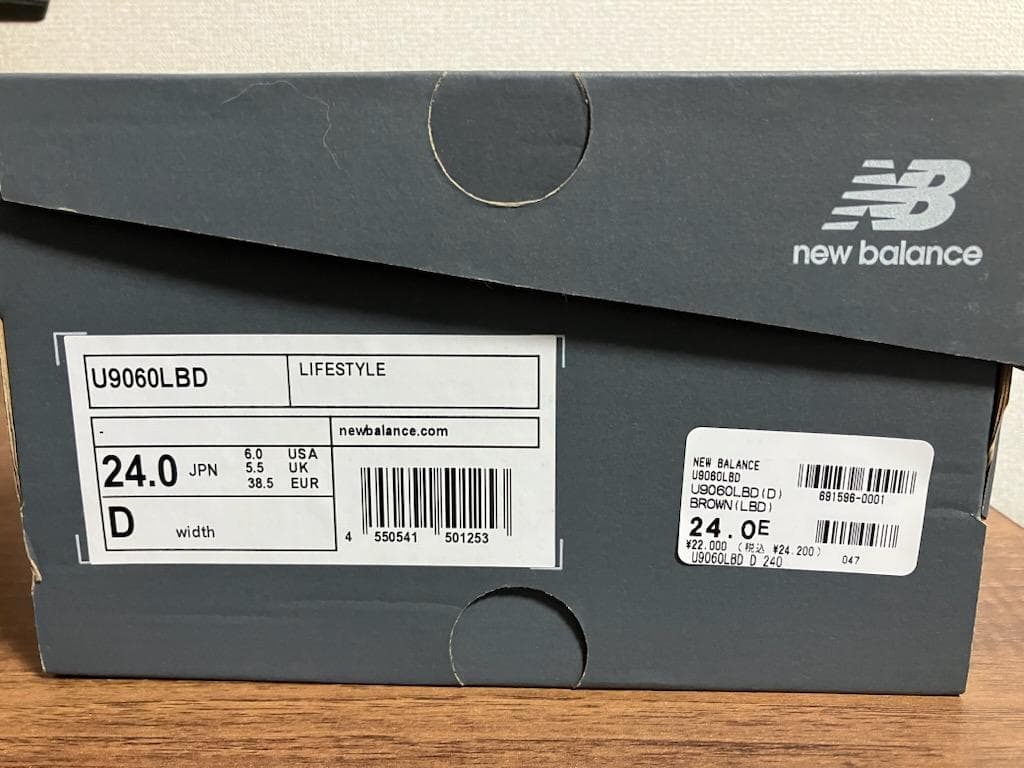 NB
new balance
U9060LBD
LIFESTYLE
-
newbalance.com
24.0 JPN
6.0 USA
5.5 UK
38.5 EUR
D width
4 550541 501253
NEW BALANCE
U9060LBD
U9060LBD(D)
BROWN(LBD)
691596-0001
24.0E
¥22.000 (税込 ¥24.200)
U9060LBD D 240
047